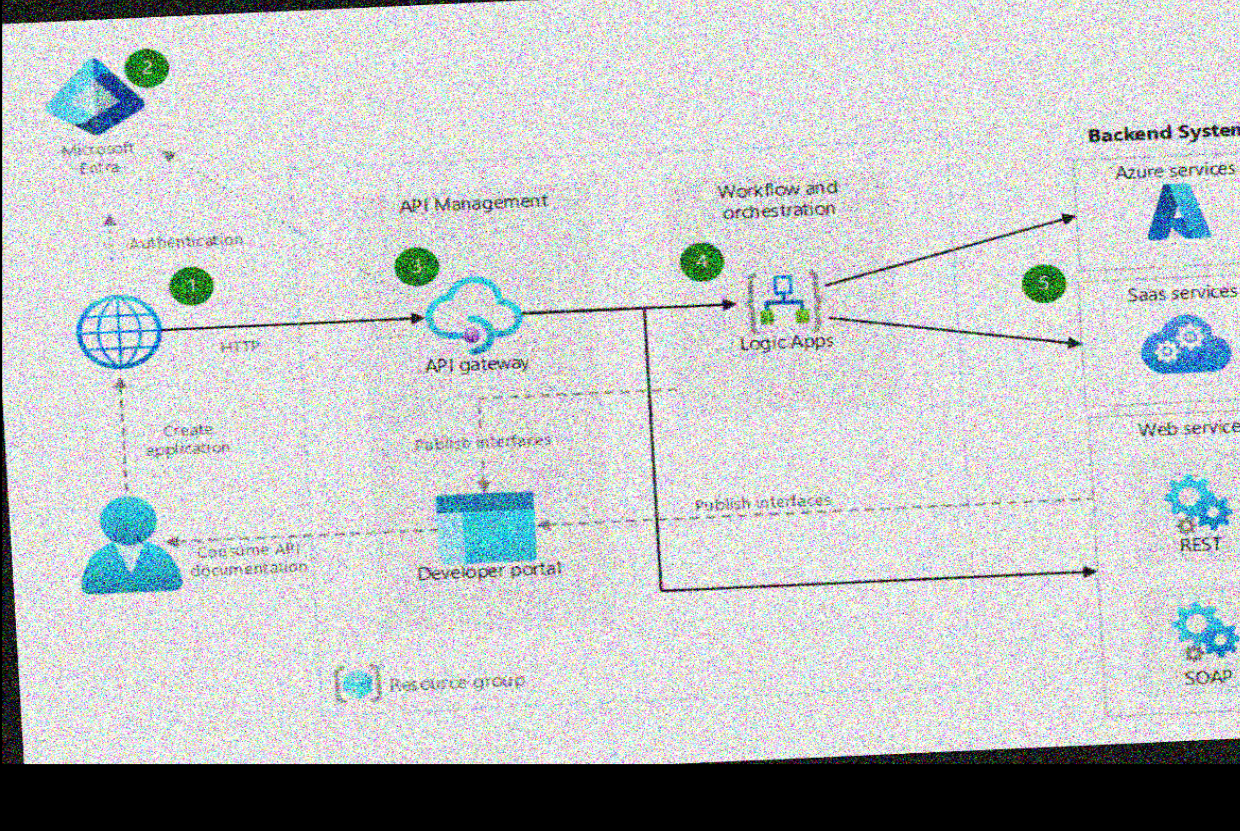 2
Microsoft
Entra
Authentication
1
HTTP
Create
application
Consume API
documentation
API Management
3
API gateway
Publish interfaces
Developer portal
Resource group
Workflow and
orchestration
4
Logic Apps
Publish interfaces
5
Backend System
Azure services
Saas services
Web service
REST
SOAP